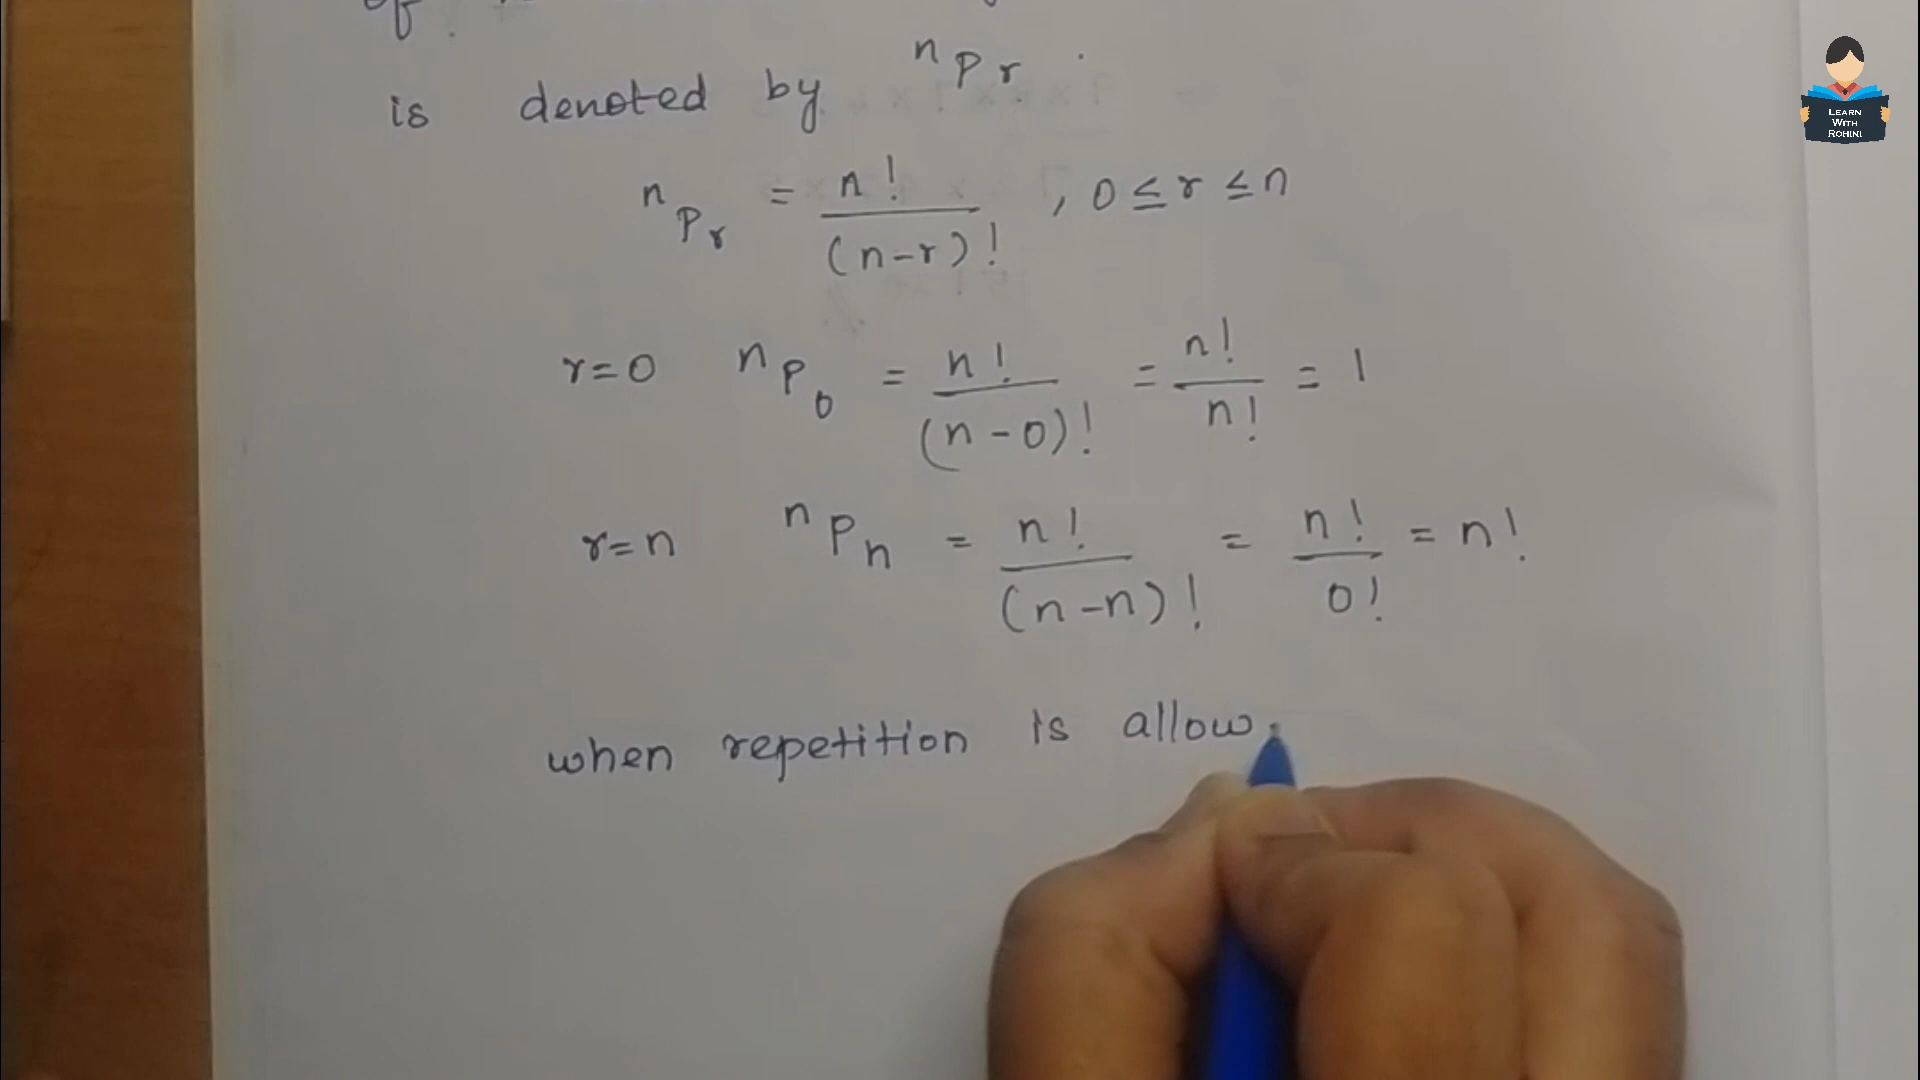 of
is denoted by nPr .
nPr = n! / (n-r)! , 0 ≤ r ≤ n
r=0 nP0 = n! / (n-0)! = n! / n! = 1
r=n nPn = n! / (n-n)! = n! / 0! = n!
when repetition is allow
LEARN
WITH
ROHINI